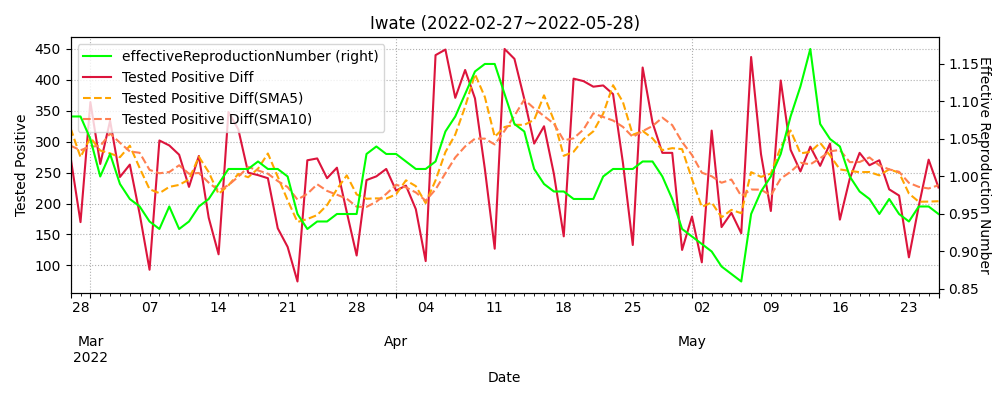 Iwate (2022-02-27~2022-05-28)
effectiveReproductionNumber (right)
Tested Positive Diff
Tested Positive Diff(SMA5)
Tested Positive Diff(SMA10)
Tested Positive
450
400
350
300
250
200
150
100
Effective Reproduction Number
1.15
1.10
1.05
1.00
0.95
0.90
0.85
28 07 14 21 28 04 11 18 25 02 09 16 23
Mar Apr May
2022
Date